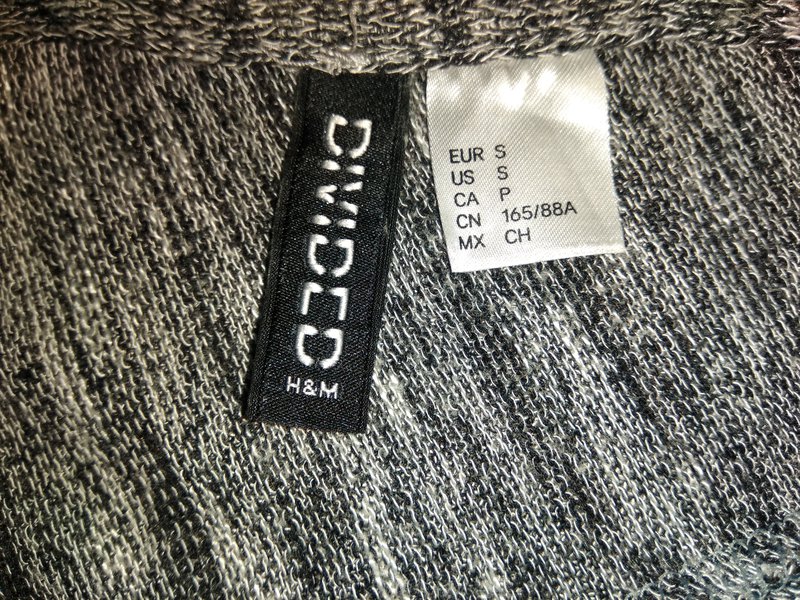 DIVIDED
H&M
EUR S
US S
CA P
CN 165/88A
MX CH